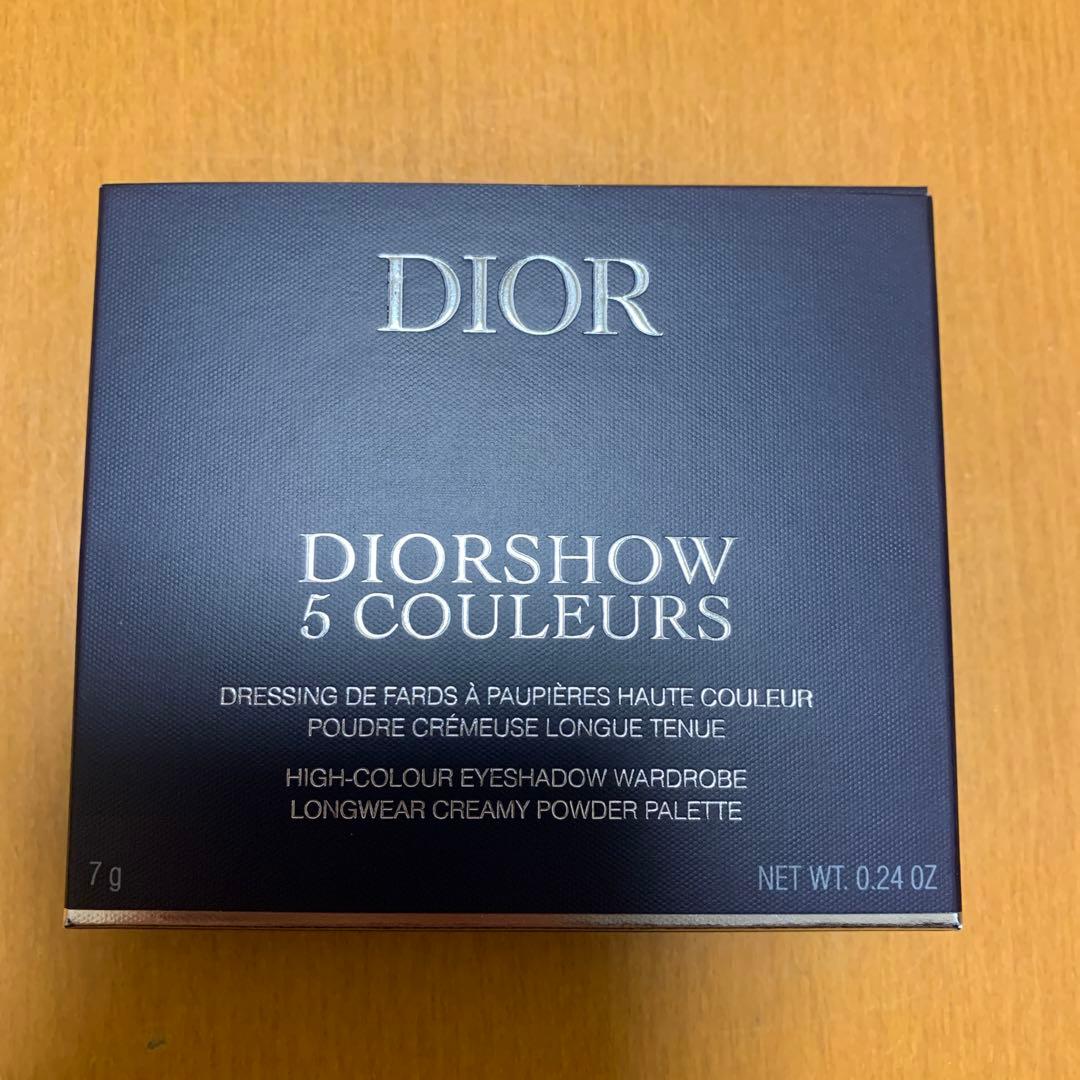 DIOR
DIORSHOW
5 COULEURS
DRESSING DE FARDS À PAUPIÈRES HAUTE COULEUR
POUDRE CRÉMEUSE LONGUE TENUE
HIGH-COLOUR EYESHADOW WARDROBE
LONGWEAR CREAMY POWDER PALETTE
7 g
NET WT. 0.24 OZ